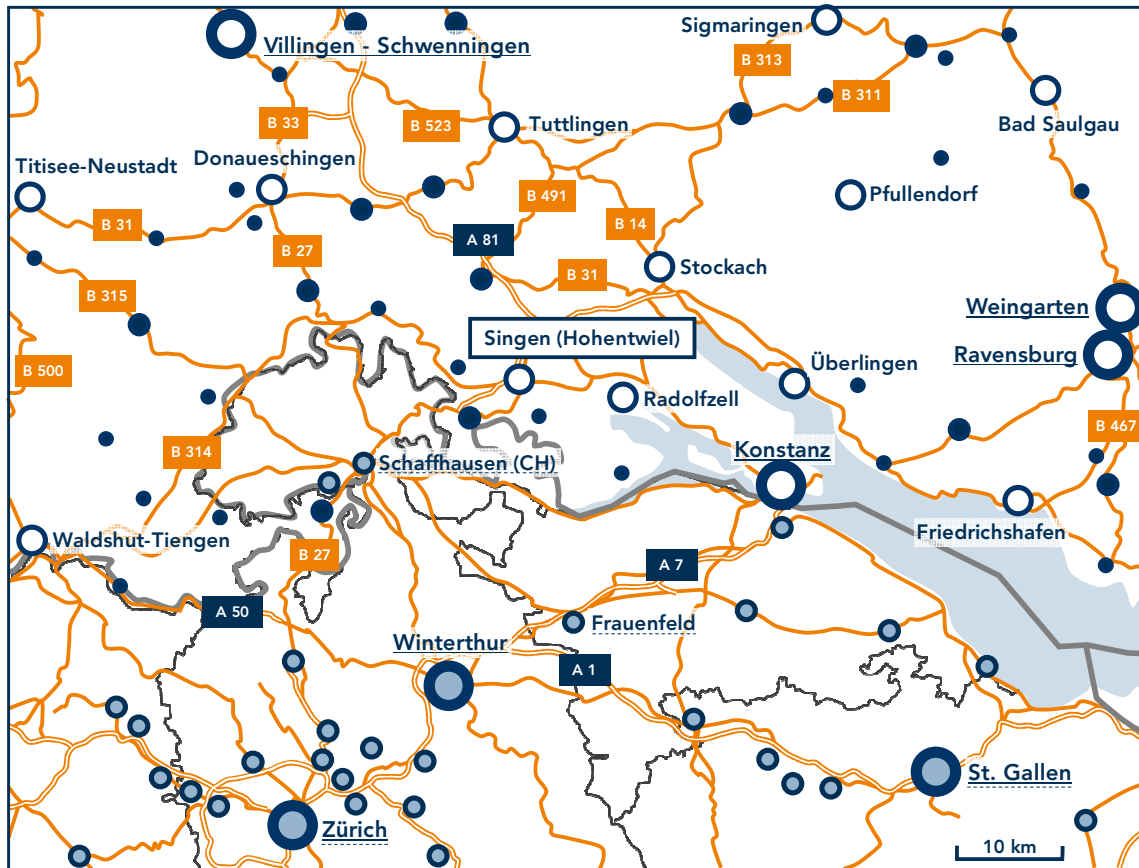 Sigmaringen
Villingen - Schwenningen
B 313
B 311
B 33
B 523
Tuttlingen
Bad Saulgau
Donaueschingen
Titisee-Neustadt
B 491
Pfullendorf
B 31
B 14
A 81
B 27
Stockach
B 31
B 315
Weingarten
Singen (Hohentwiel)
Ravensburg
Überlingen
B 500
Radolfzell
B 467
B 314
Konstanz
Schaffhausen (CH)
Friedrichshafen
Waldshut-Tiengen
B 27
A 7
A 50
Frauenfeld
Winterthur
A 1
St. Gallen
Zürich
10 km